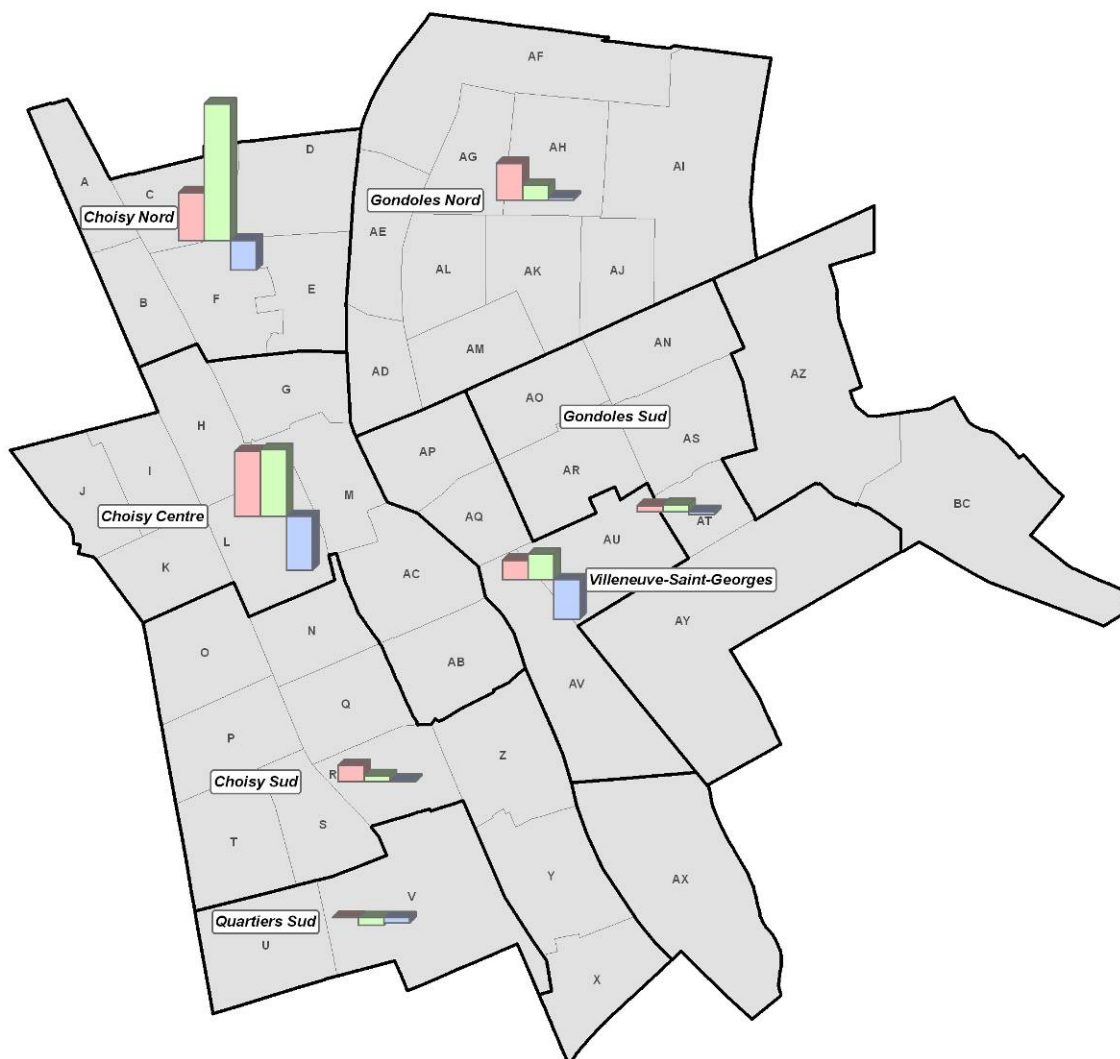 AF
D
AH
AG
AI
A
C
Gondoles Nord
Choisy Nord
AE
AL
AK
AJ
E
B
F
AN
AM
AD
AZ
G
AO
Gondoles Sud
H
AS
AP
I
AR
J
M
BC
Choisy Centre
AQ
AT
L
AU
K
AC
Villeneuve-Saint-Georges
AY
N
O
AB
AV
Q
P
Z
R
Choisy Sud
S
T
Y
AX
V
Quartiers Sud
U
X